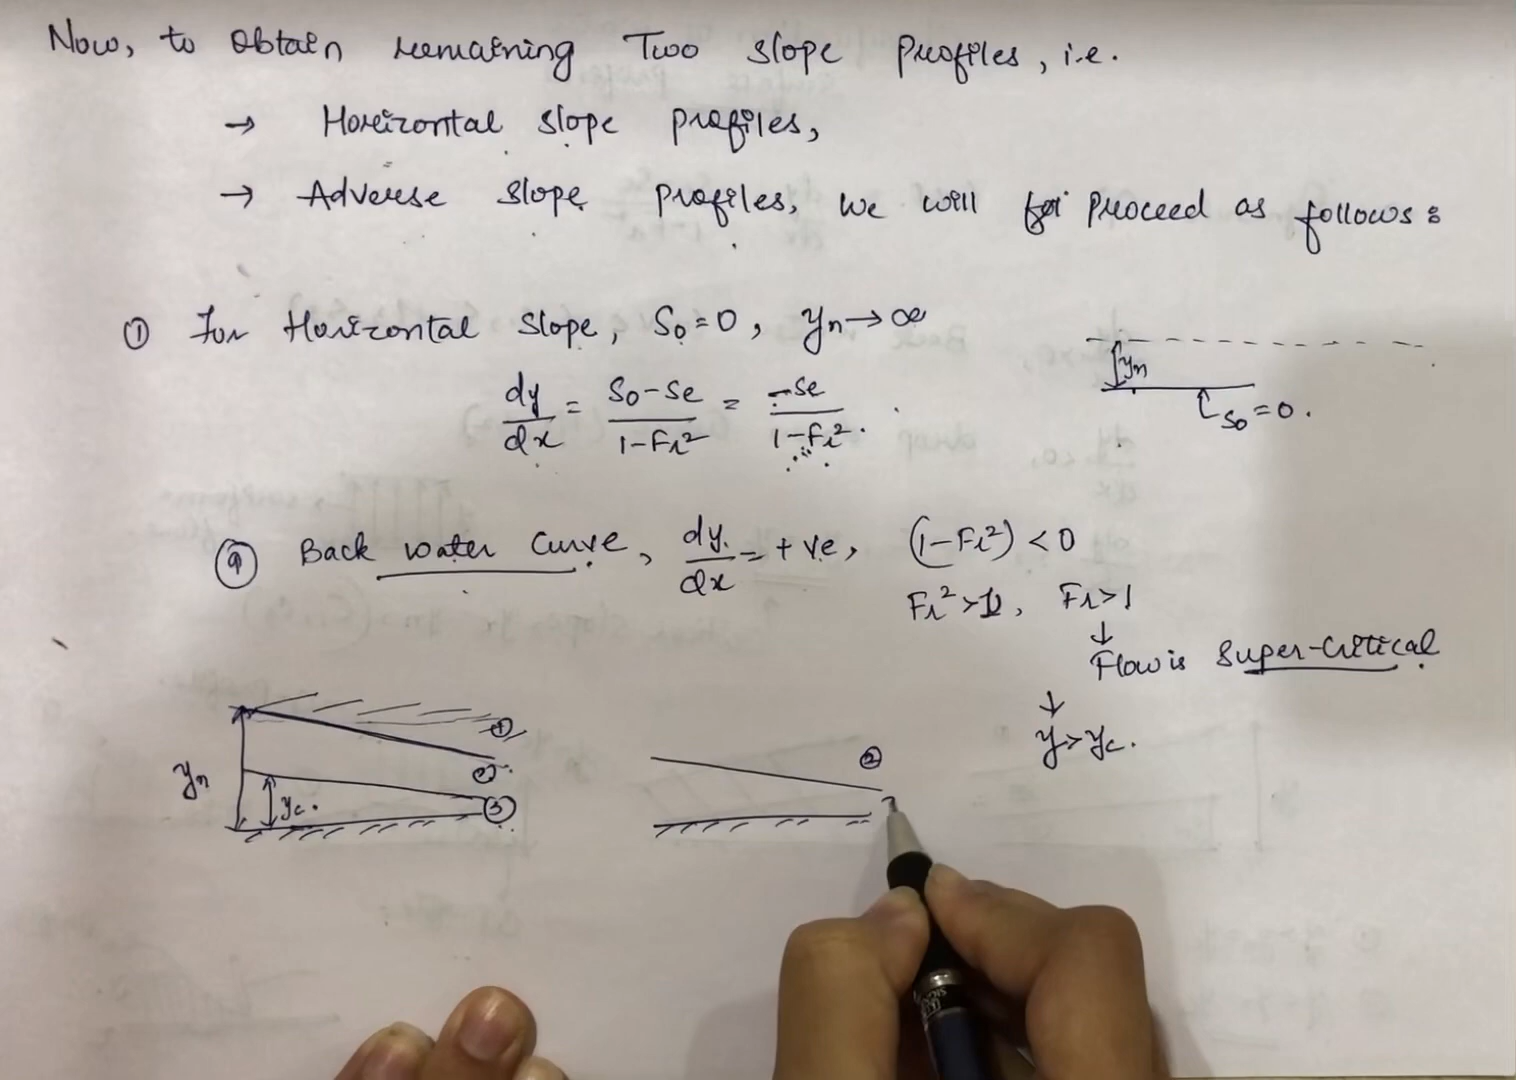 Now, to obtain remaining Two slope profiles, i.e.
→ Horizontal slope profiles,
→ Adverse slope profiles, we will proceed as follows:
① For Horizontal slope, S₀=0, yn→∞
dy/dx = S₀-Se/1-Fr² = -Se/1-Fr².
yn
S₀=0.
ⓐ Back water curve, dy/dx = +ve, (1-Fr²) < 0
Fr²>1, Fr>1
↓
Flow is Super-critical
↓
y>yc.
yn
yc.
①
②
③
②